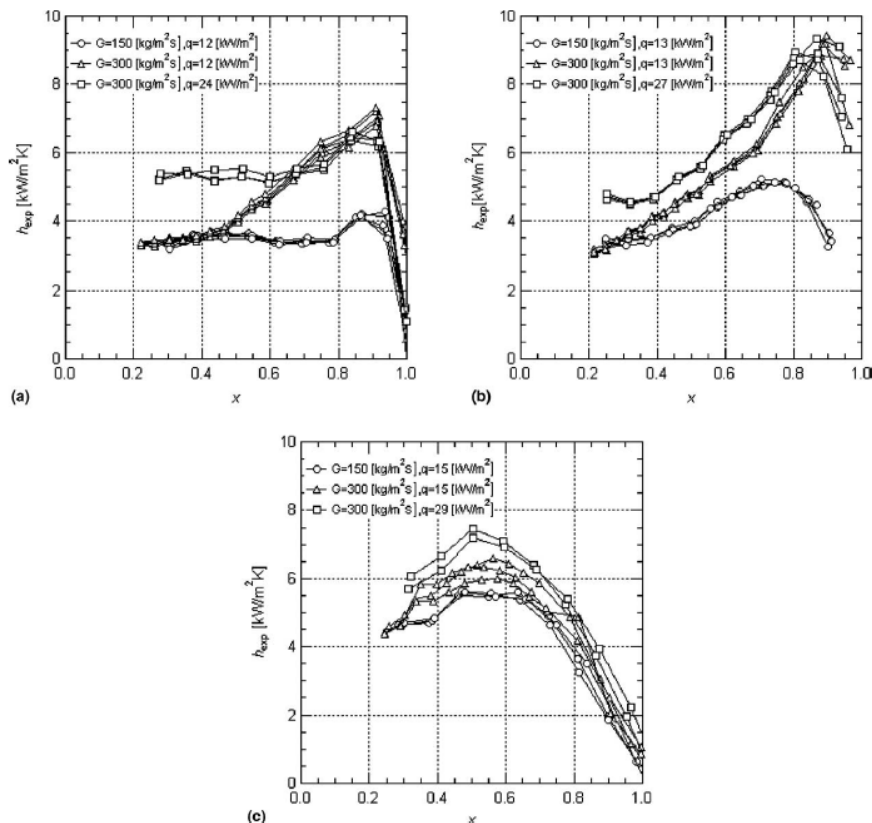 10
G=150 [kg/m²S],q=12 [kW/m²]
G=300 [kg/m²S],q=12 [kW/m²]
G=300 [kg/m²S],q=24 [kW/m²]
8
6
4
2
0
h_exp [kW/m²K]
0.0 0.2 0.4 0.6 0.8 1.0
x
(a)
10
G=150 [kg/m²S],q=13 [kW/m²]
G=300 [kg/m²S],q=13 [kW/m²]
G=300 [kg/m²S],q=27 [kW/m²]
8
6
4
2
0
h_exp[kW/m²K]
0.0 0.2 0.4 0.6 0.8 1.0
x
(b)
10
G=150 [kg/m²S],q=15 [kW/m²]
G=300 [kg/m²S],q=15 [kW/m²]
G=300 [kg/m²S],q=29 [kW/m²]
8
6
4
2
0
h_exp [kW/m²K]
0.0 0.2 0.4 0.6 0.8 1.0
x
(c)